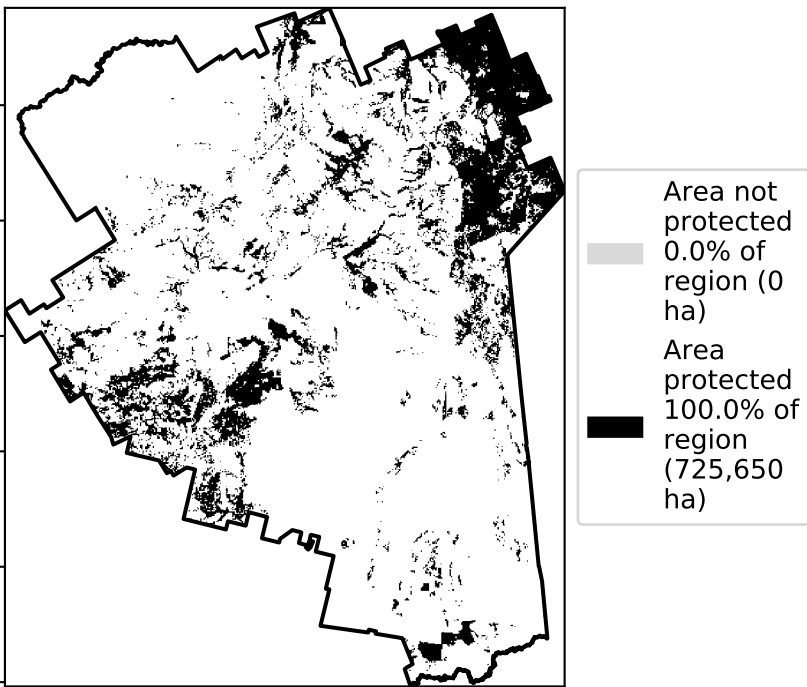 Area not
protected
0.0% of
region (0
ha)
Area
protected
100.0% of
region
(725,650
ha)